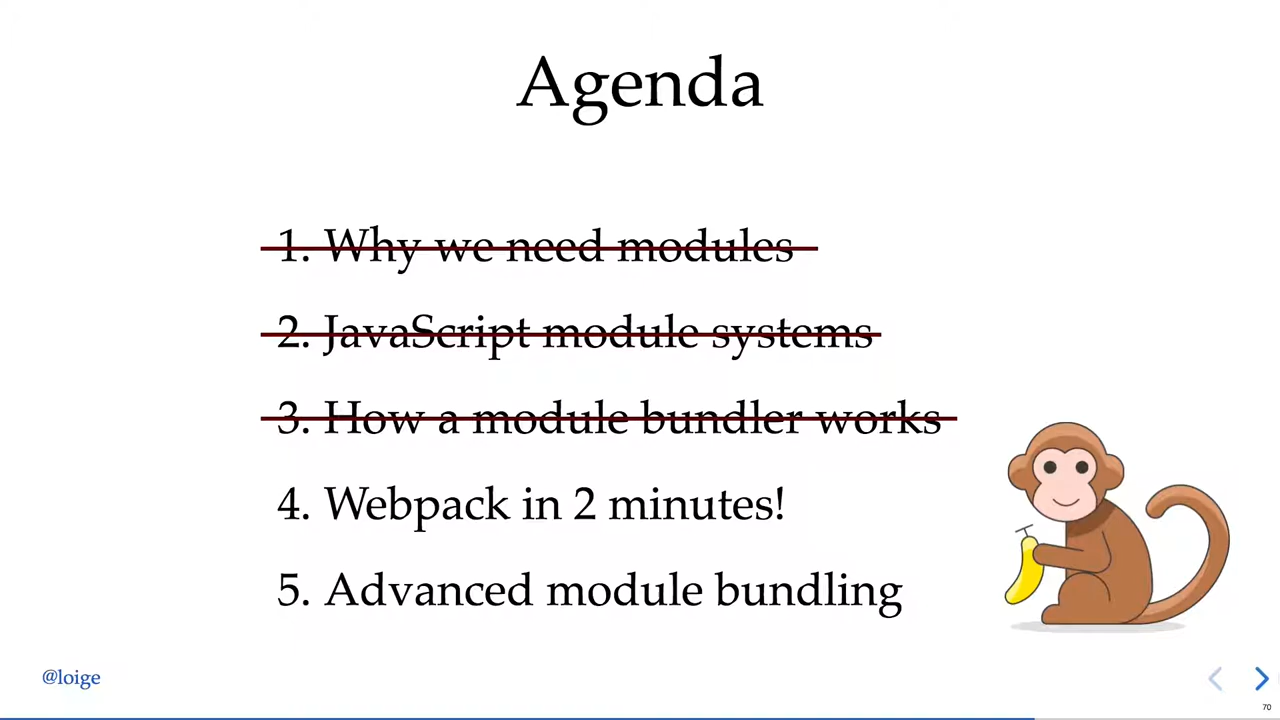 Agenda
1. Why we need modules
2. JavaScript module systems
3. How a module bundler works
4. Webpack in 2 minutes!
5. Advanced module bundling
@loige
70